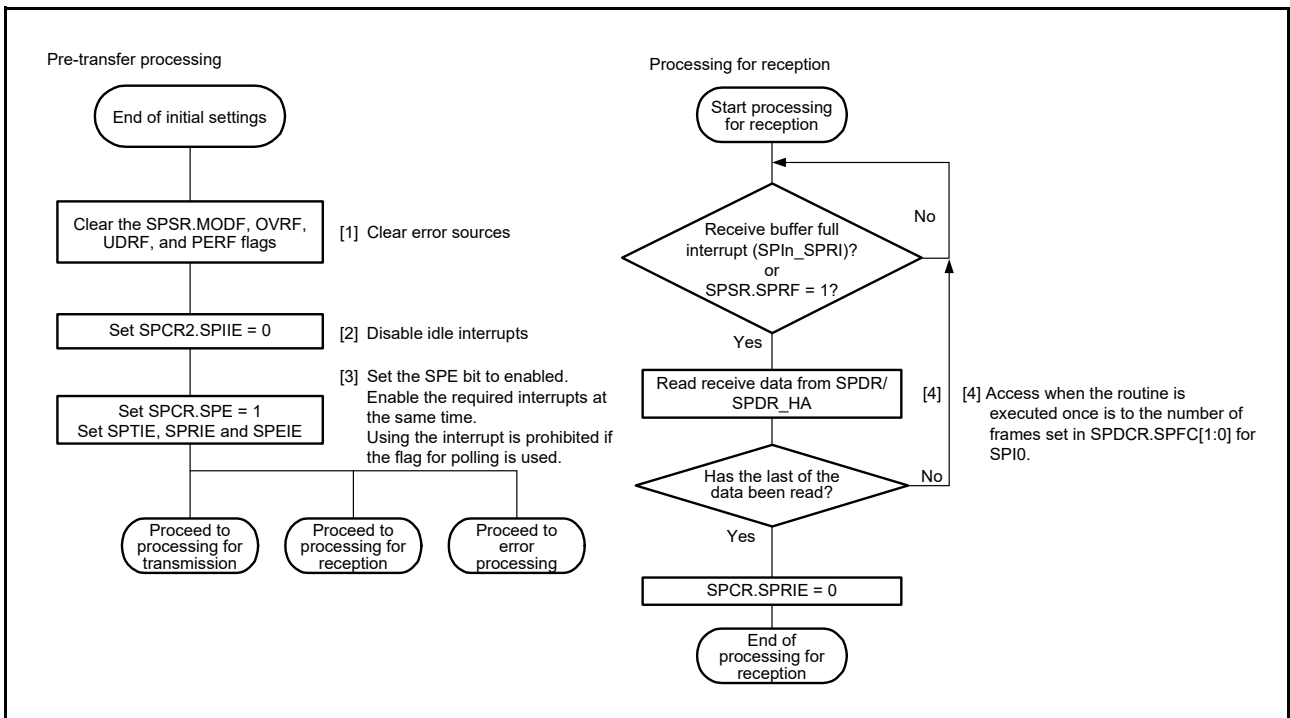 Pre-transfer processing
End of initial settings
Clear the SPSR.MODF, OVRF,
UDRF, and PERF flags
[1] Clear error sources
Set SPCR2.SPIIE = 0
[2] Disable idle interrupts
Set SPCR.SPE = 1
Set SPTIE, SPRIE and SPEIE
[3] Set the SPE bit to enabled.
Enable the required interrupts at
the same time.
Using the interrupt is prohibited if
the flag for polling is used.
Proceed to
processing for
transmission
Proceed to
processing for
reception
Proceed to
error
processing
Processing for reception
Start processing
for reception
Receive buffer full
interrupt (SPIn_SPRI)?
or
SPSR.SPRF = 1?
No
Yes
Read receive data from SPDR/
SPDR_HA
[4]
[4] Access when the routine is
executed once is to the number of
frames set in SPDCR.SPFC[1:0] for
SPI0.
Has the last of the
data been read?
No
Yes
SPCR.SPRIE = 0
End of
processing for
reception